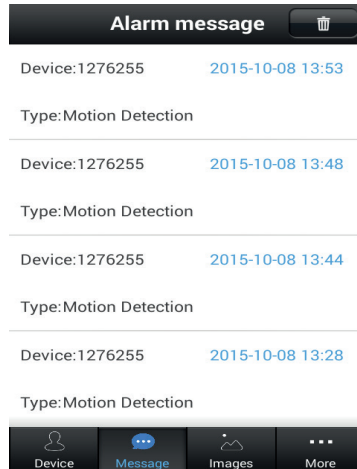 Alarm message
Device:1276255 2015-10-08 13:53
Type:Motion Detection
Device:1276255 2015-10-08 13:48
Type:Motion Detection
Device:1276255 2015-10-08 13:44
Type:Motion Detection
Device:1276255 2015-10-08 13:28
Type:Motion Detection
Device Message Images More